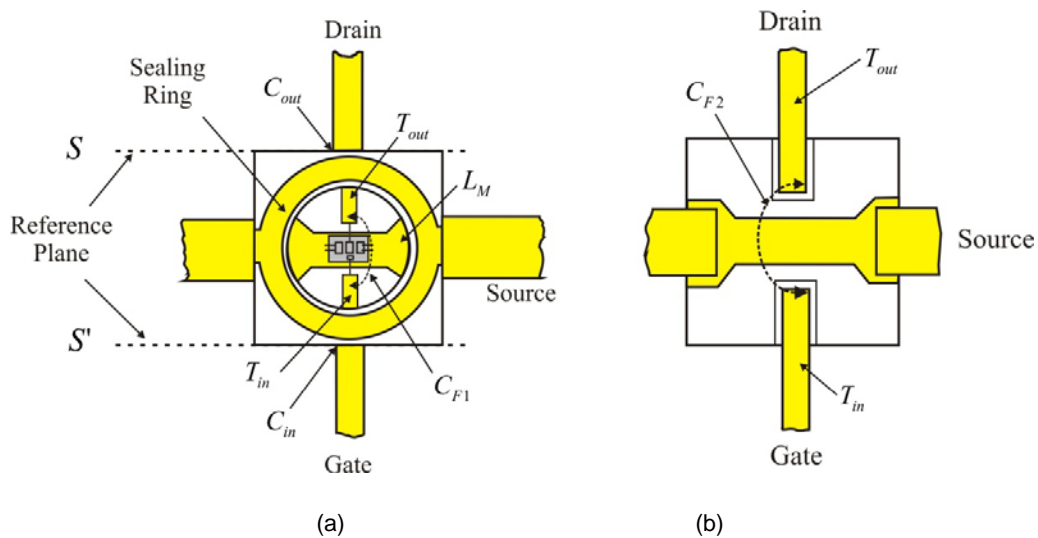 Drain
Sealing
Ring
C_out
T_out
S
L_M
Reference
Plane
Source
S'
T_in
C_F1
C_in
Gate
(a)
Drain
T_out
C_F2
Source
T_in
Gate
(b)